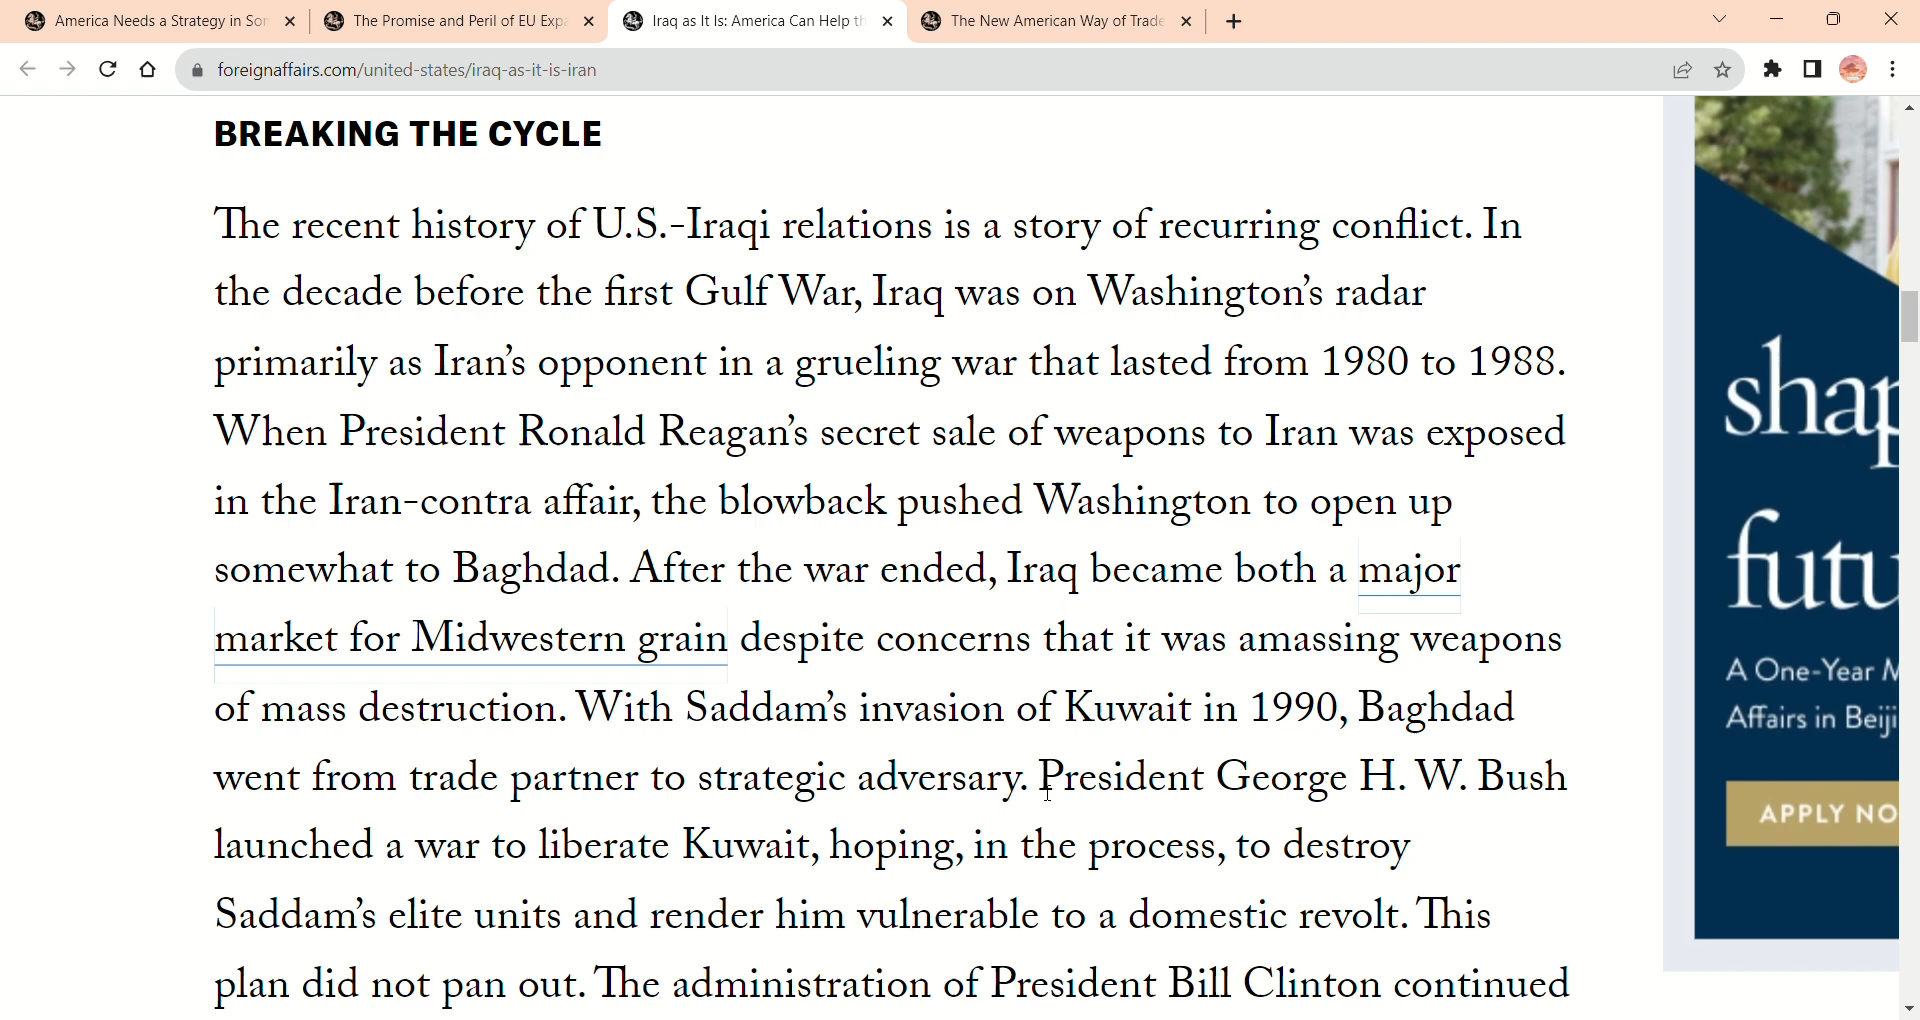 America Needs a Strategy in So
The Promise and Peril of EU Exp
Iraq as It Is: America Can Help th
The New American Way of Trade
foreignaffairs.com/united-states/iraq-as-it-is-iran
BREAKING THE CYCLE
The recent history of U.S.-Iraqi relations is a story of recurring conflict. In
the decade before the first Gulf War, Iraq was on Washington’s radar
primarily as Iran’s opponent in a grueling war that lasted from 1980 to 1988.
When President Ronald Reagan’s secret sale of weapons to Iran was exposed
in the Iran-contra affair, the blowback pushed Washington to open up
somewhat to Baghdad. After the war ended, Iraq became both a major
market for Midwestern grain despite concerns that it was amassing weapons
of mass destruction. With Saddam’s invasion of Kuwait in 1990, Baghdad
went from trade partner to strategic adversary. President George H. W. Bush
launched a war to liberate Kuwait, hoping, in the process, to destroy
Saddam’s elite units and render him vulnerable to a domestic revolt. This
plan did not pan out. The administration of President Bill Clinton continued
shap
futu
A One-Year M
Affairs in Beiji
APPLY NO